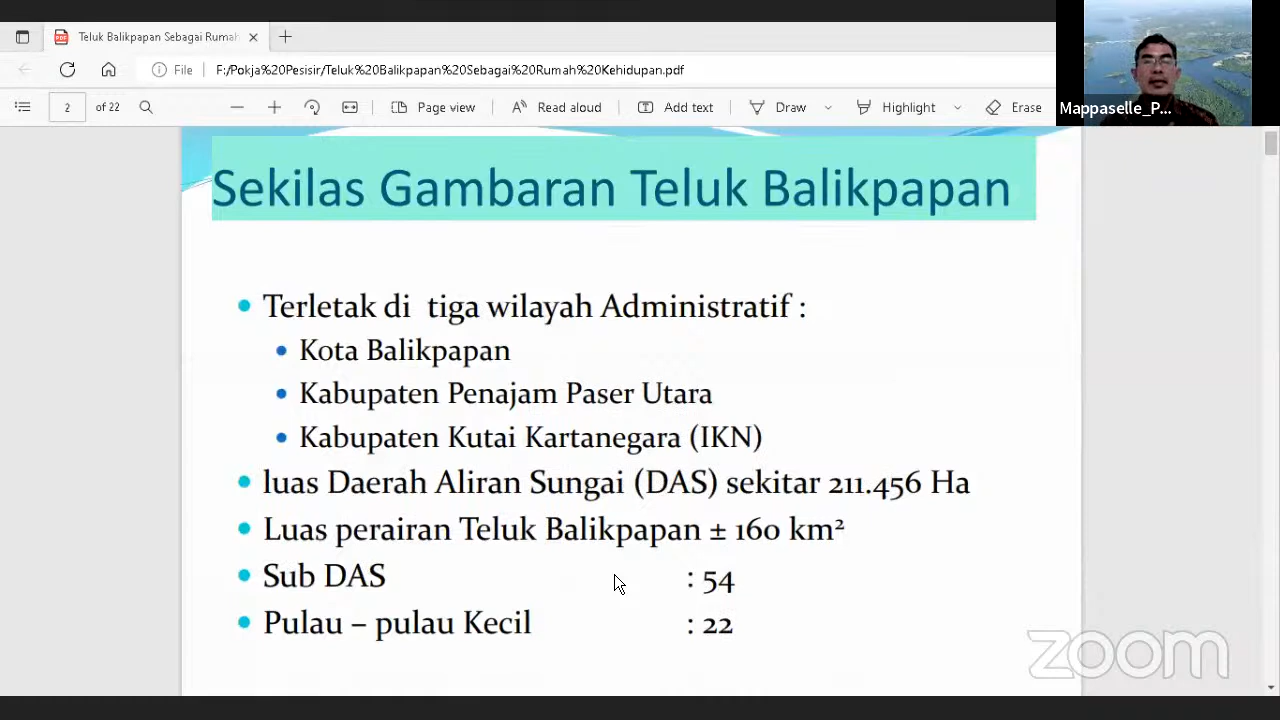 Teluk Balikpapan Sebagai Rumah
File
F:/Pokja%20Pesisir/Teluk%20Balikpapan%20Sebagai%20Rumah%20Kehidupan.pdf
2 of 22
Page view
Read aloud
Add text
Draw
Highlight
Erase
Mappaselle_P...
Sekilas Gambaran Teluk Balikpapan
• Terletak di tiga wilayah Administratif :
• Kota Balikpapan
• Kabupaten Penajam Paser Utara
• Kabupaten Kutai Kartanegara (IKN)
• luas Daerah Aliran Sungai (DAS) sekitar 211.456 Ha
• Luas perairan Teluk Balikpapan ± 160 km²
• Sub DAS : 54
• Pulau – pulau Kecil : 22
zoom